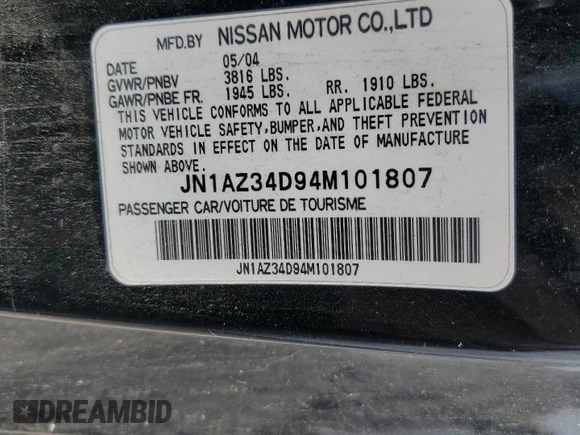 MFD.BY NISSAN MOTOR CO.,LTD
DATE 05/04
GVWR/PNBV 3816 LBS.
GAWR/PNBE FR. 1945 LBS. RR. 1910 LBS.
THIS VEHICLE CONFORMS TO ALL APPLICABLE FEDERAL
MOTOR VEHICLE SAFETY,BUMPER,AND THEFT PREVENTION
STANDARDS IN EFFECT ON THE DATE OF MANUFACTURE
SHOWN ABOVE.
JN1AZ34D94M101807
PASSENGER CAR/VOITURE DE TOURISME
JN1AZ34D94M101807
DREAMBID